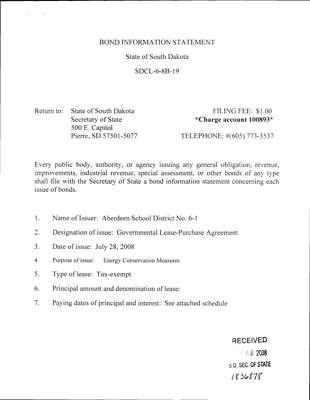 BOND INFORMATION STATEMENT
State of South Dakota
SDCL-6-8B-19
Return to: State of South Dakota FILING FEE: $1.00
Secretary of State *Charge account 100893*
500 E. Capitol
Pierre, SD 57501-5077 TELEPHONE: #(605) 773-3537
Every public body, authority, or agency issuing any general obligation, revenue,
improvements, industrial revenue, special assessment, or other bonds of any type
shall file with the Secretary of State a bond information statement concerning each
issue of bonds.
1. Name of Issuer: Aberdeen School District No. 6-1
2. Designation of issue: Governmental Lease-Purchase Agreement
3. Date of issue: July 28, 2008
4. Purpose of issue: Energy Conservation Measures
5. Type of lease: Tax-exempt
6. Principal amount and denomination of lease:
7. Paying dates of principal and interest: See attached schedule
RECEIVED
2008
S.D. SEC. OF STATE
1836878